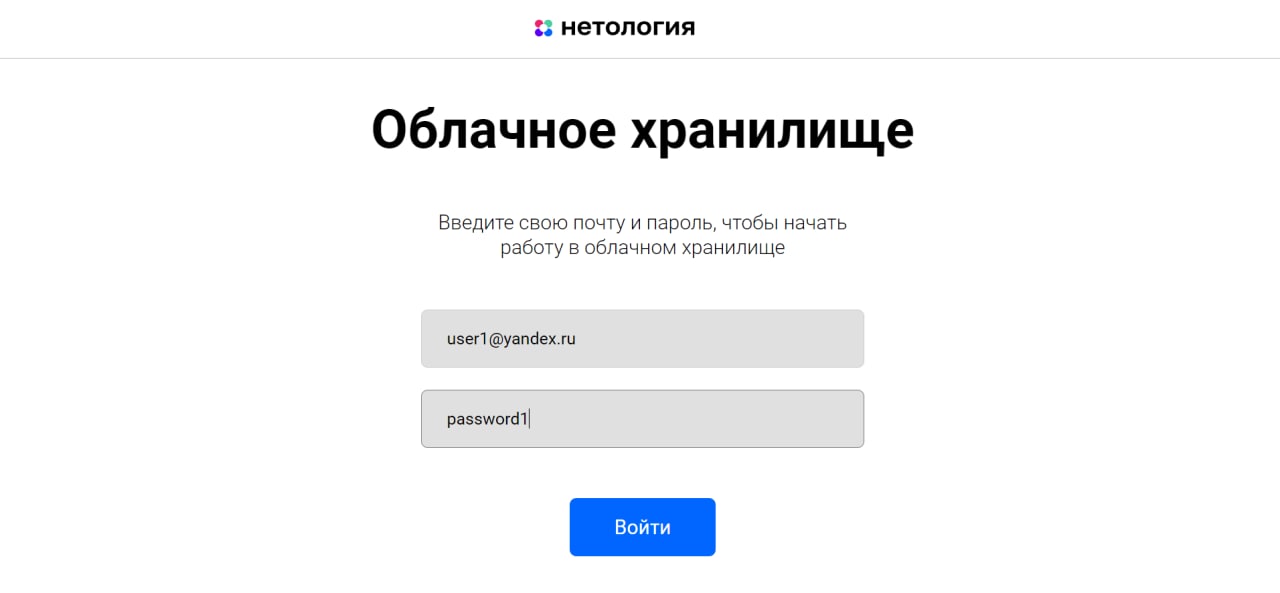 нетология
Облачное хранилище
Введите свою почту и пароль, чтобы начать
работу в облачном хранилище
user1@yandex.ru
password1
Войти